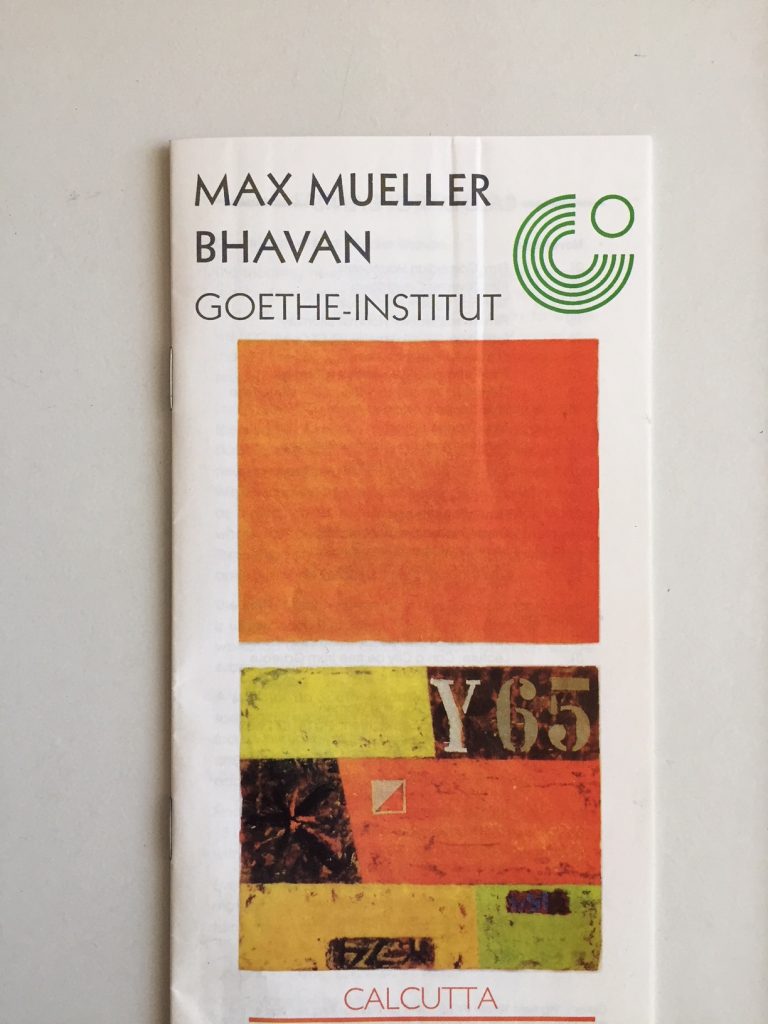 MAX MUELLER
BHAVAN
GOETHE-INSTITUT
Y65
CALCUTTA